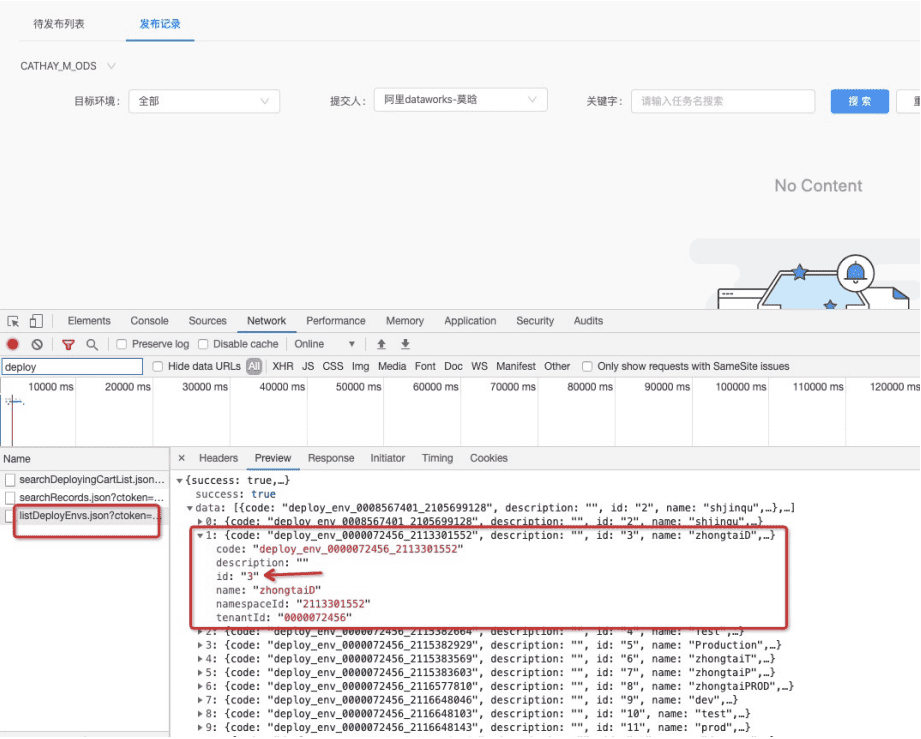 待发布列表 发布记录
CATHAY_M_ODS
目标环境： 全部 提交人： 阿里dataworks-莫晗 关键字： 请输入任务名搜索 搜 索
No Content
Elements Console Sources Network Performance Memory Application Security Audits
Preserve log Disable cache Online
deploy Hide data URLs All XHR JS CSS Img Media Font Doc WS Manifest Other Only show requests with SameSite issues
10000 ms 20000 ms 30000 ms 40000 ms 50000 ms 60000 ms 70000 ms 80000 ms 90000 ms 100000 ms 110000 ms 120000 ms
Name × Headers Preview Response Initiator Timing Cookies
searchDeployingCartList.json...
searchRecords.json?ctoken=...
listDeployEnvs.json?ctoken=...
{success: true,…}
success: true
data: [{code: "deploy_env_0008567401_2105699128", description: "", id: "2", name: "shjinqu",…},…]
0: {code: "deploy_env_0008567401_2105699128", description: "", id: "2", name: "shjinqu",…}
1: {code: "deploy_env_0000072456_2113301552", description: "", id: "3", name: "zhongtaiD",…}
code: "deploy_env_0000072456_2113301552"
description: ""
id: "3"
name: "zhongtaiD"
namespaceId: "2113301552"
tenantId: "0000072456"
2: {code: "deploy_env_0000072456_2115382664", description: "", id: "4", name: "Test",…}
3: {code: "deploy_env_0000072456_2115382929", description: "", id: "5", name: "Production",…}
4: {code: "deploy_env_0000072456_2115383569", description: "", id: "6", name: "zhongtaiT",…}
5: {code: "deploy_env_0000072456_2115383603", description: "", id: "7", name: "zhongtaiP",…}
6: {code: "deploy_env_0000072456_2116577810", description: "", id: "8", name: "zhongtaiPROD",…}
7: {code: "deploy_env_0000072456_2116648046", description: "", id: "9", name: "dev",…}
8: {code: "deploy_env_0000072456_2116648103", description: "", id: "10", name: "test",…}
9: {code: "deploy_env_0000072456_2116648143", description: "", id: "11", name: "prod",…}